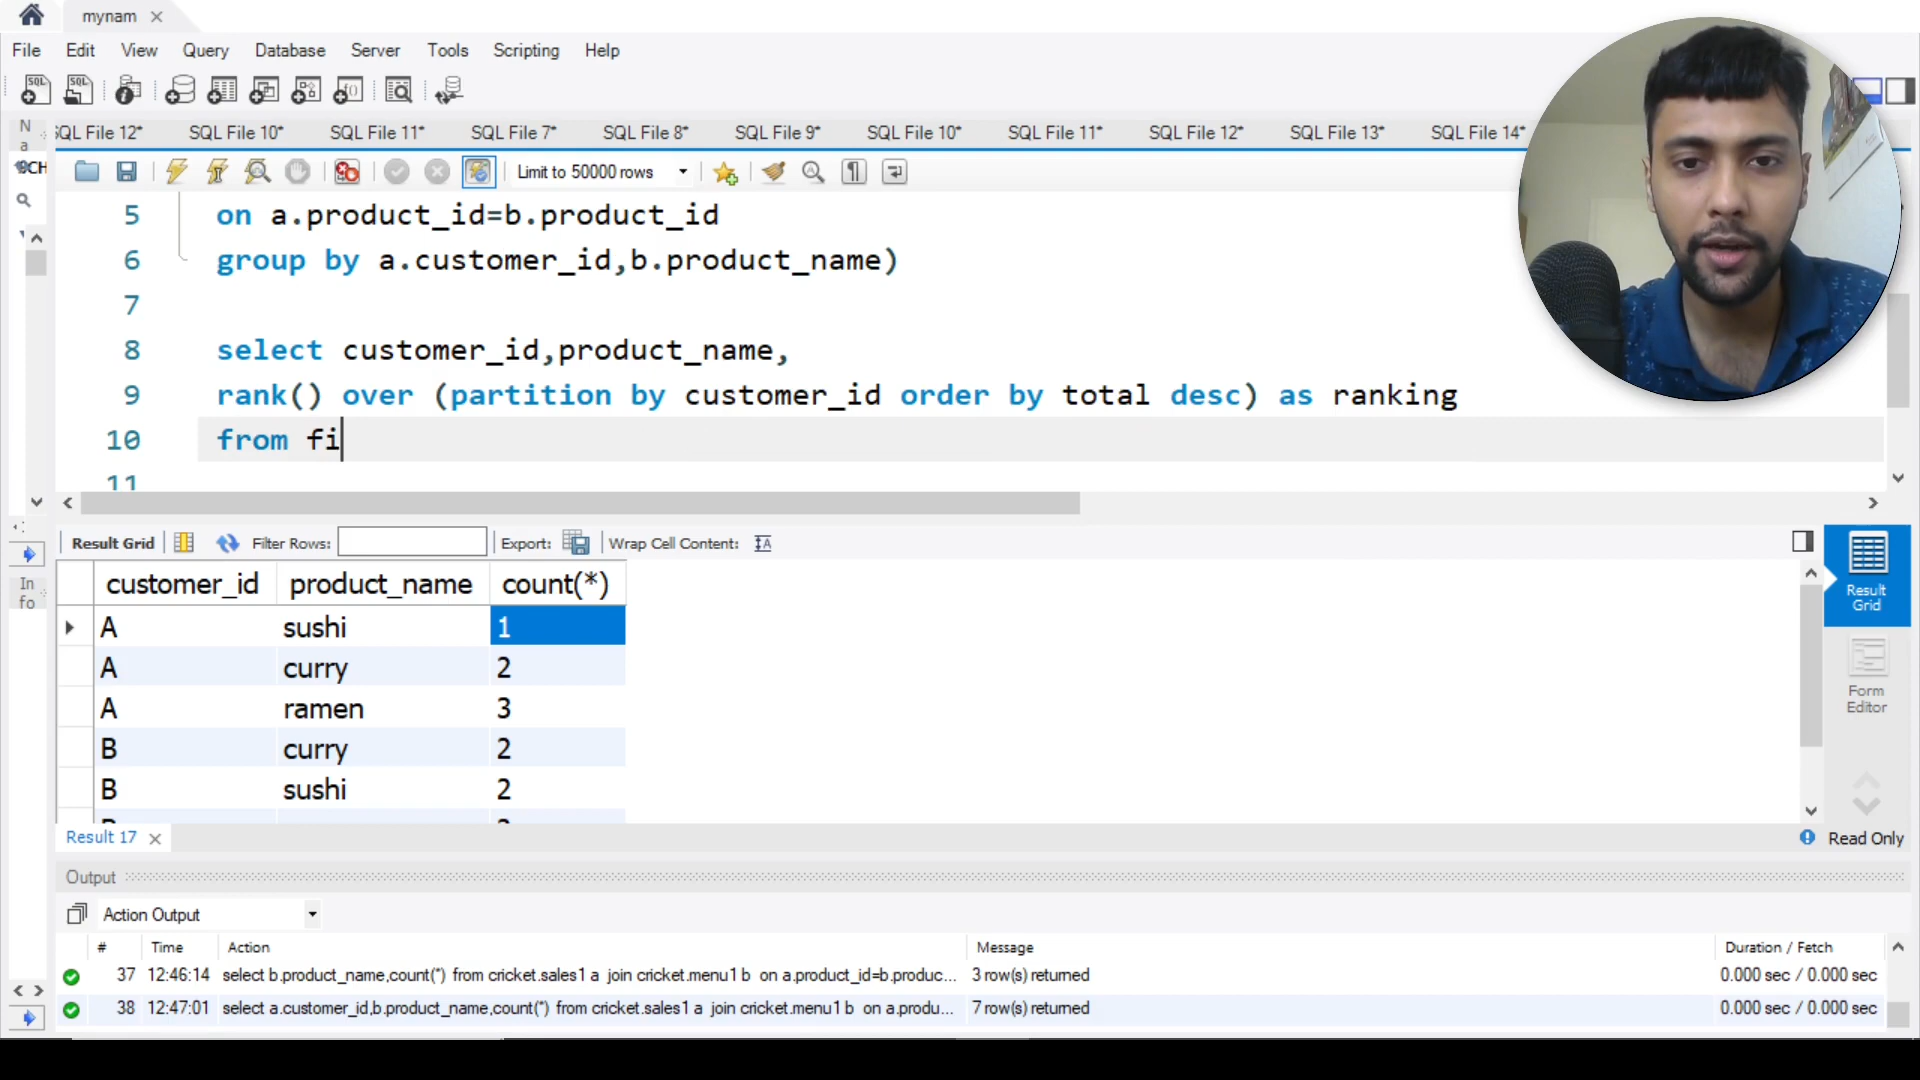 mynam
File Edit View Query Database Server Tools Scripting Help
SQL File 12* SQL File 10* SQL File 11* SQL File 7* SQL File 8* SQL File 9* SQL File 10* SQL File 11* SQL File 12* SQL File 13* SQL File 14*
Limit to 50000 rows
5 on a.product_id=b.product_id
6 group by a.customer_id,b.product_name)
7
8 select customer_id,product_name,
9 rank() over (partition by customer_id order by total desc) as ranking
10 from fi
11
Result Grid Filter Rows: Export: Wrap Cell Content:
customer_id product_name count(*)
A sushi 1
A curry 2
A ramen 3
B curry 2
B sushi 2
Result Grid
Form Editor
Result 17
Read Only
Output
Action Output
# Time Action Message Duration / Fetch
37 12:46:14 select b.product_name,count(*) from cricket.sales1 a join cricket.menu1 b on a.product_id=b.produc... 3 row(s) returned 0.000 sec / 0.000 sec
38 12:47:01 select a.customer_id,b.product_name,count(*) from cricket.sales1 a join cricket.menu1 b on a.produ... 7 row(s) returned 0.000 sec / 0.000 sec